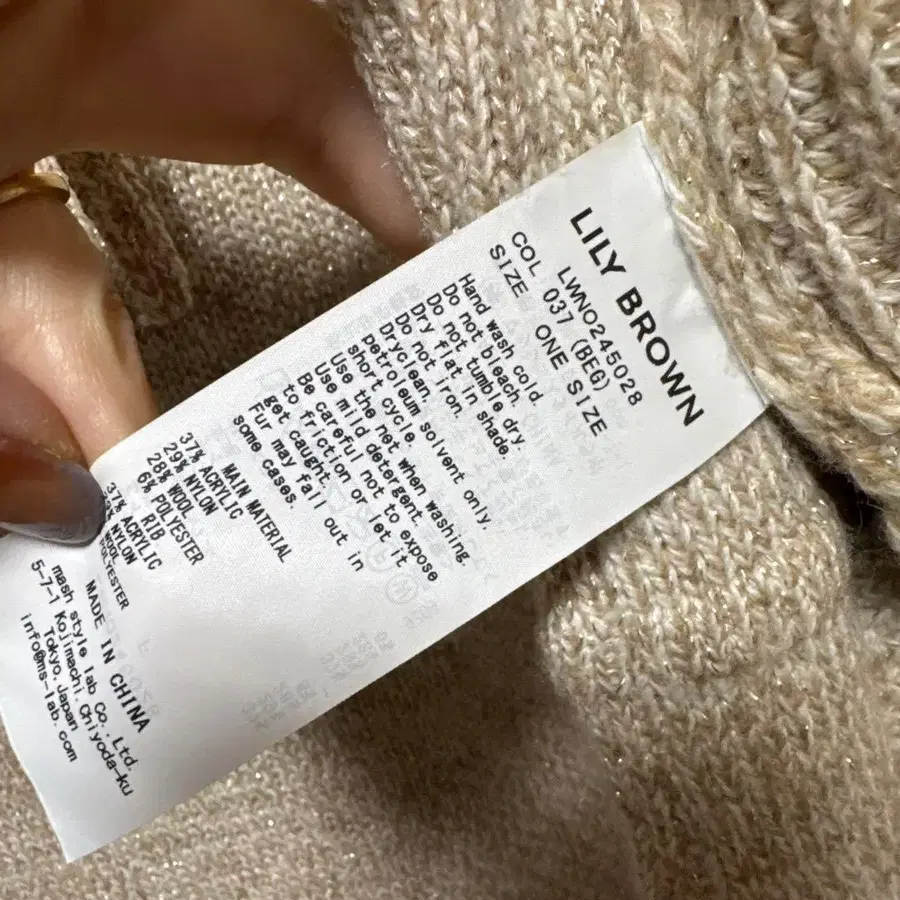 LILY BROWN
LWNO245028
COL 037 (BEG)
SIZE ONE SIZE
Hand wash cold.
Do not bleach.
Do not tumble dry.
Dry flat in shade.
Do not iron.
Dryclean,
petroleum solvent only.
short cycle.
Use the net when washing.
Use mild detergent.
Be careful not to expose
to friction or let it
get caught.
Fur may fall out in
some cases.
MAIN MATERIAL
37% ACRYLIC
29% NYLON
28% WOOL
6% POLYESTER
RIB
37% ACRYLIC
NYLON
WOOL
POLYESTER
MADE IN CHINA
mash style lab Co., Ltd.
5-7-1 Kojimachi, Chiyoda-ku
Tokyo, Japan
info@ms-lab.com